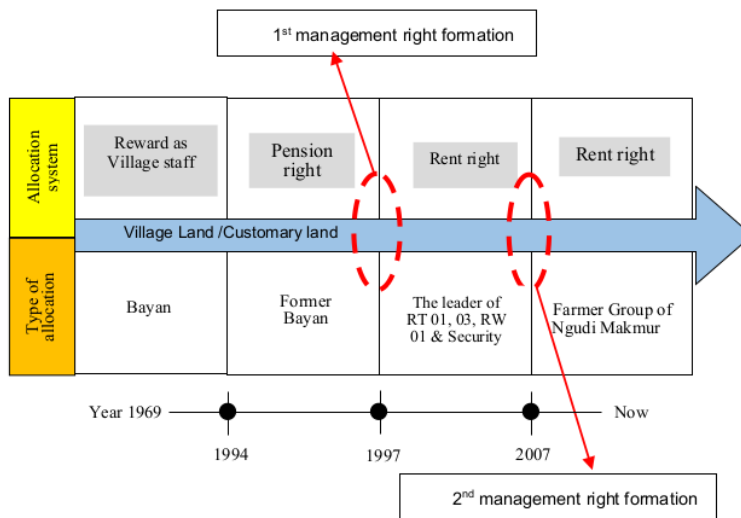 1st management right formation
Allocation
system
Reward as
Village staff
Pension
right
Rent right
Rent right
Village Land /Customary land
Type of
allocation
Bayan
Former
Bayan
The leader of
RT 01, 03, RW
01 & Security
Farmer Group of
Ngudi Makmur
Year 1969
Now
1994
1997
2007
2nd management right formation